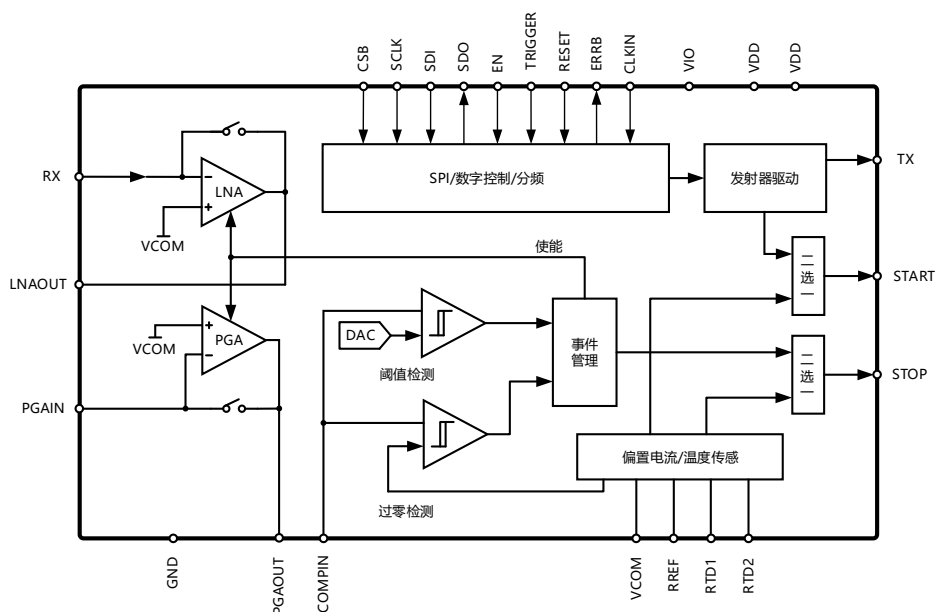 CSB
SCLK
SDI
SDO
EN
TRIGGER
RESET
ERRB
CLKIN
VIO
VDD
VDD
RX
LNA
VCOM
SPI/数字控制/分频
发射器驱动
TX
使能
二选一
START
LNAOUT
PGA
VCOM
DAC
阈值检测
事件
管理
二选一
STOP
PGAIN
偏置电流/温度传感
过零检测
GND
PGAOUT
COMPIN
VCOM
RREF
RTD1
RTD2